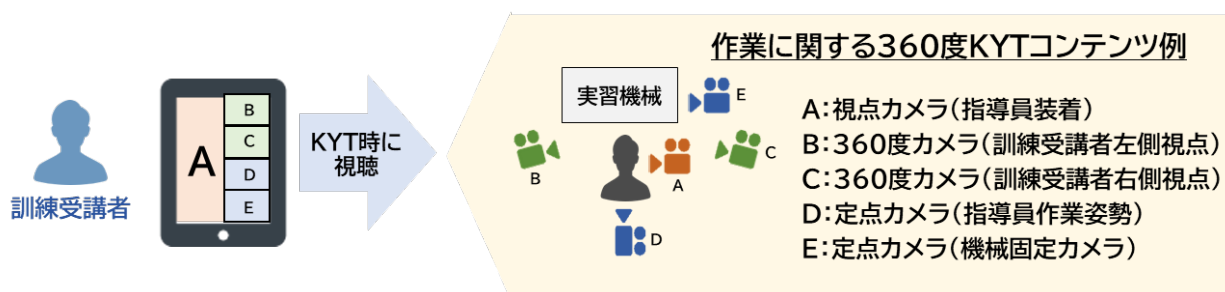 訓練受講者
A
B
C
D
E
KYT時に
視聴
作業に関する360度KYTコンテンツ例
実習機械
E
B
A
C
D
A:視点カメラ(指導員装着)
B:360度カメラ(訓練受講者左側視点)
C:360度カメラ(訓練受講者右側視点)
D:定点カメラ(指導員作業姿勢)
E:定点カメラ(機械固定カメラ)